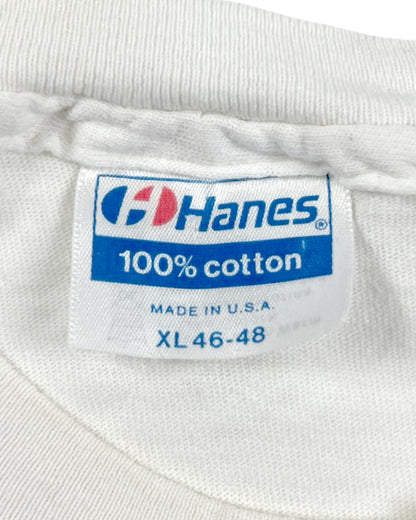 Hanes®
100% cotton
MADE IN U.S.A.
XL 46-48